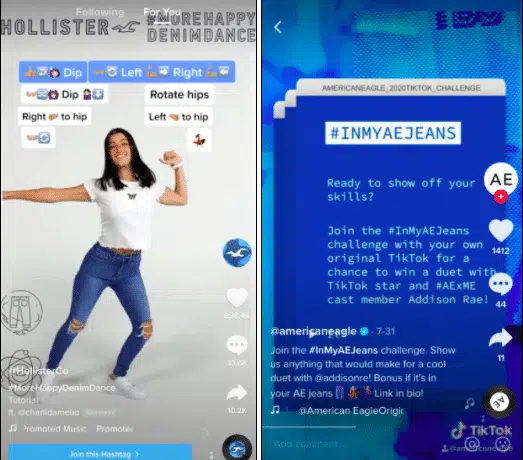 Following For You
HOLLISTER
#MOREHAPPY
DENIMDANCE
Dip
Left
Right
Dip
Rotate hips
Right to hip
Left to hip
33.6K
10.2K
#HollisterCo
#MoreHappyDenimDance
Tutorial
ft. @charlidamelio
Promoted Music
Promoted
Join this Hashtag >
AMERICANEAGLE_2020TIKTOK_CHALLENGE
#INMYAEJEANS
Ready to show off your
skills?
Join the #InMyAEJeans
challenge with your own
original TikTok for a
chance to win a duet with
TikTok star and #AExME
cast member Addison Rae!
AE
1412
44
11
@americaneagle · 7-31
Join the #InMyAEJeans challenge. Show
us anything that would make for a cool
duet with @addisonre! Bonus if it's in
your AE jeans Link in bio!
@American EagleOrigin
AE
TikTok
Add comment...